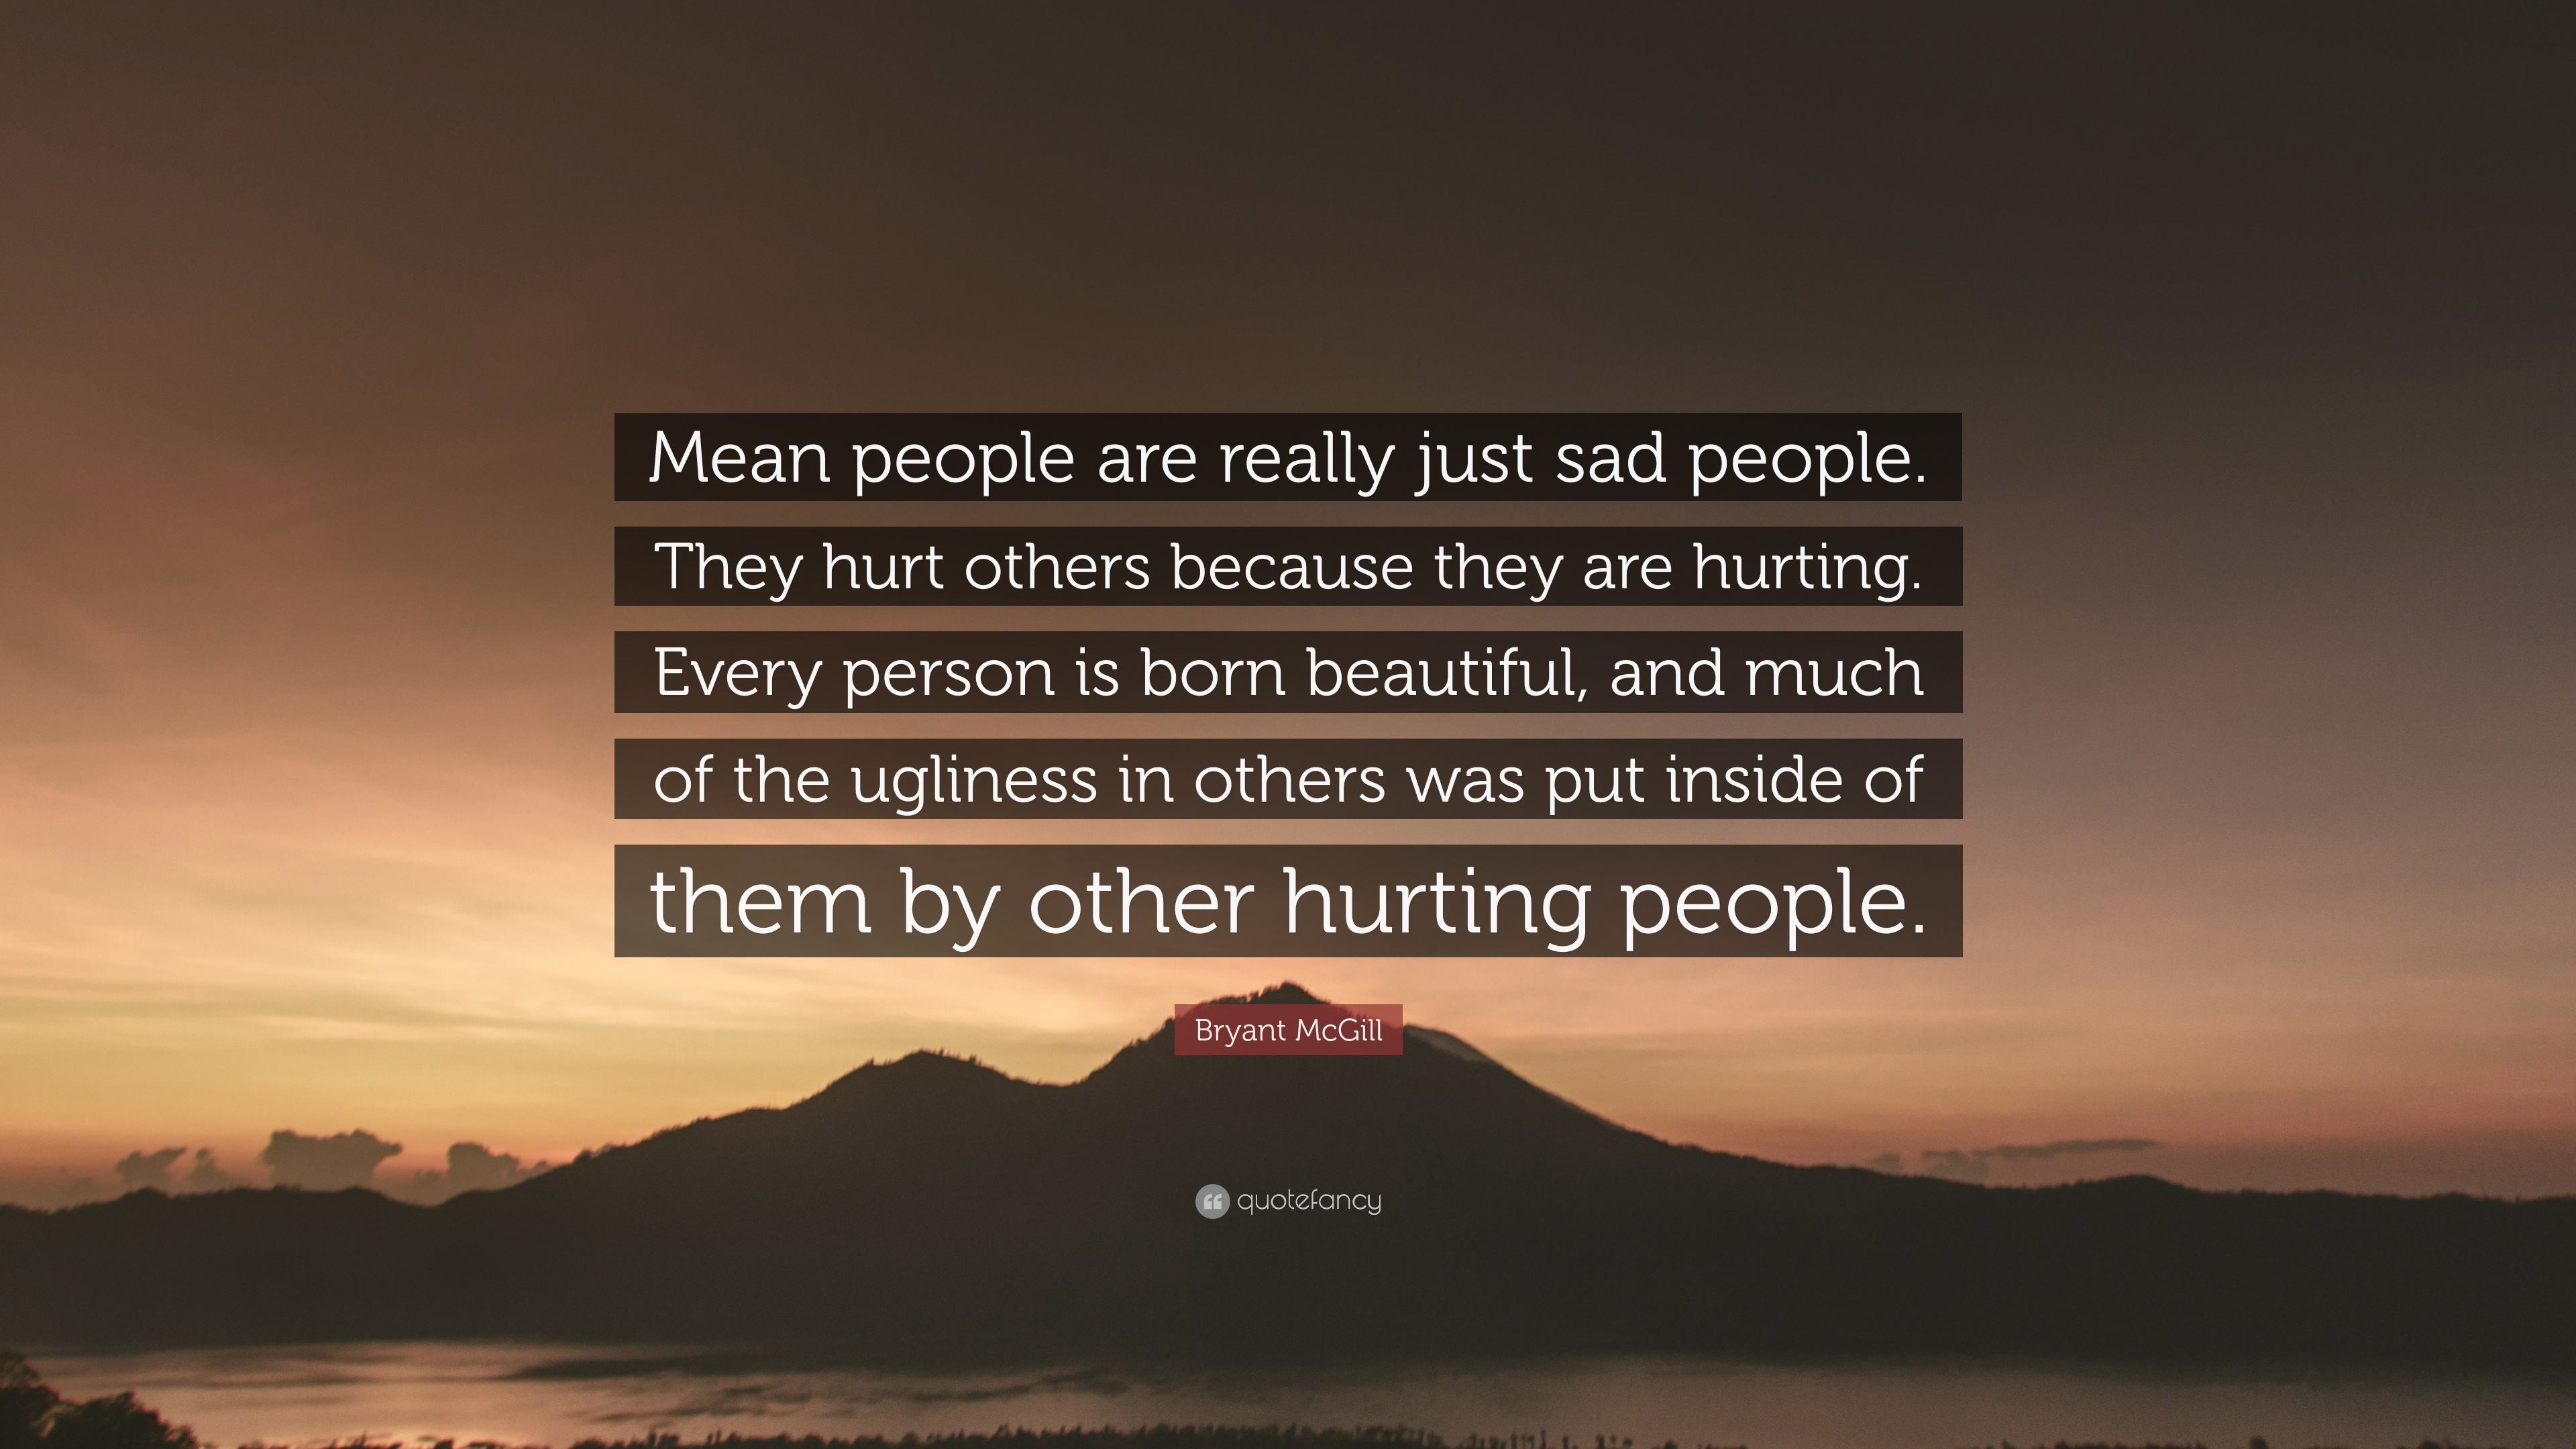 Mean people are really just sad people.
They hurt others because they are hurting.
Every person is born beautiful, and much
of the ugliness in others was put inside of
them by other hurting people.
Bryant McGill
quotefancy